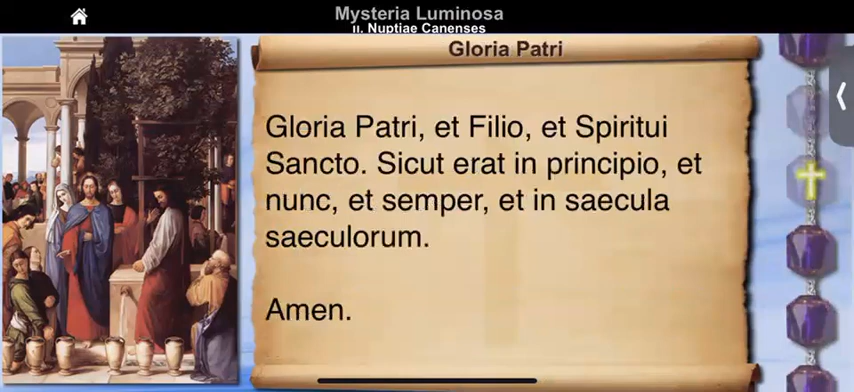 Mysteria Luminosa
II. Nuptiae Canenses
Gloria Patri
Gloria Patri, et Filio, et Spiritui
Sancto. Sicut erat in principio, et
nunc, et semper, et in saecula
saeculorum.
Amen.